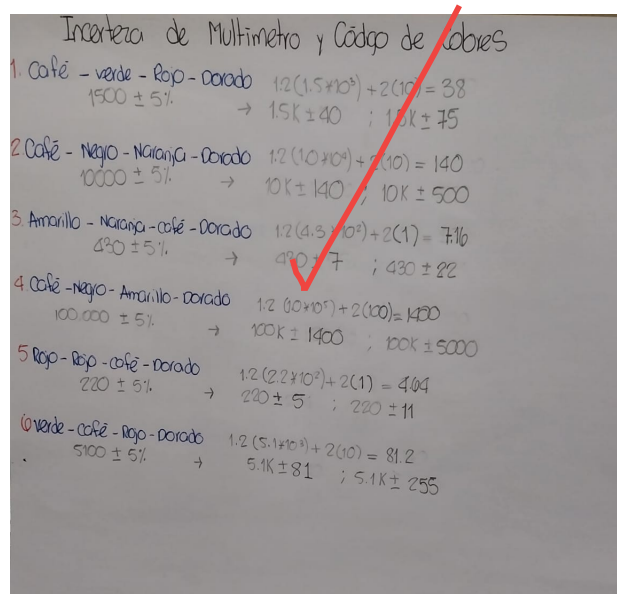 Incerteza de Multimetro y Código de Colores
1. Café - verde - Rojo - Dorado 1.2(1.5*10³)+2(10)= 38
1500 ± 5% → 1.5K ± 40 ; 1.5K ± 75
2. Café - Negro - Naranja - Dorado 1.2(1.0*10⁴)+2(10) = 140
10000 ± 5% → 10K ± 140 ; 10K ± 500
3. Amarillo - Naranja - café - Dorado 1.2(4.3*10²)+2(1) = 7.16
430 ± 5% → 430 ± 7 ; 430 ± 22
4. Café - Negro - Amarillo - Dorado 1.2 (1.0*10⁵)+2(100)= 1400
100.000 ± 5% → 100K ± 1400 ; 100K ± 5000
5 Rojo - Rojo - café - Dorado 1.2(2.2*10²)+2(1) = 4.64
220 ± 5% → 220 ± 5 ; 220 ± 11
6 verde - café - Rojo - Dorado 1.2(5.1*10³)+2(10) = 81.2
5100 ± 5% → 5.1K ± 81 ; 5.1K ± 255